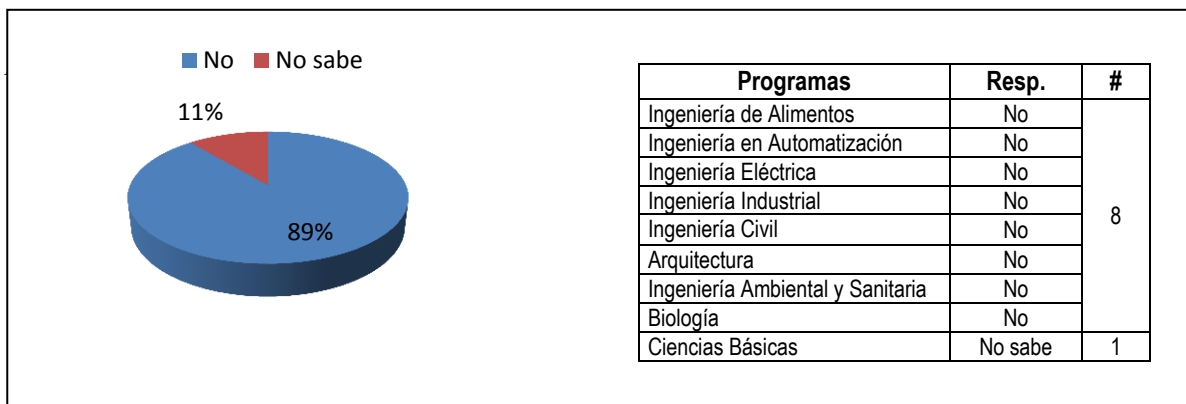 No No sabe
11%
89%
Programas Resp. #
Ingeniería de Alimentos No
Ingeniería en Automatización No
Ingeniería Eléctrica No
Ingeniería Industrial No
Ingeniería Civil No
Arquitectura No
Ingeniería Ambiental y Sanitaria No
Biología No
8
Ciencias Básicas No sabe 1